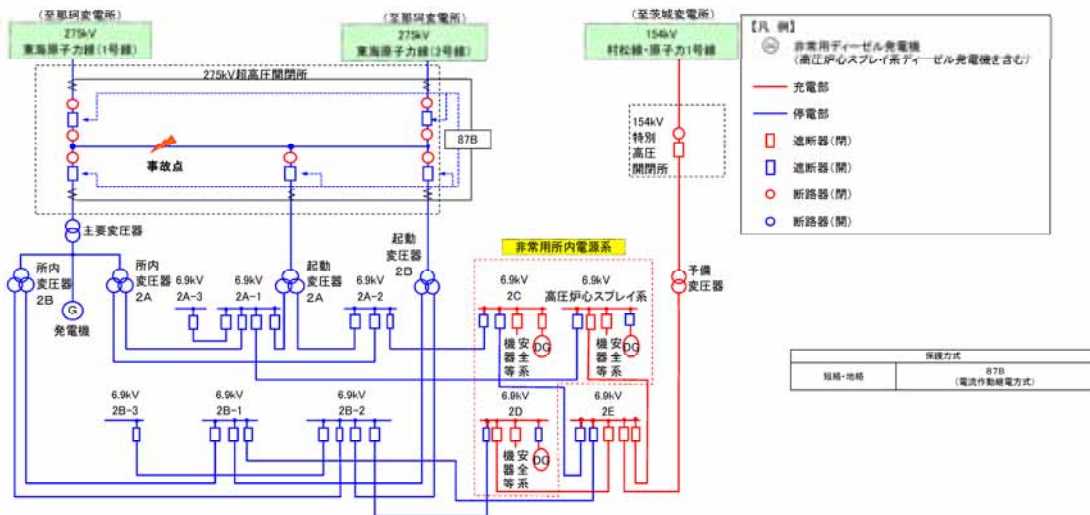 (至那珂変電所)
275kV
東海原子力線(1号線)
(至那珂変電所)
275kV
東海原子力線(2号線)
(至茨城変電所)
154kV
村松線・原子力1号線
275kV超高圧開閉所
87B
事故点
154kV
特別
高圧
開閉所
【凡 例】
DG
非常用ディーゼル発電機
(高圧炉心スプレイ系ディーゼル発電機を含む)
充電部
停電部
遮断器(閉)
遮断器(開)
断路器(閉)
断路器(開)
主要変圧器
所内
変圧器
2B
所内
変圧器
2A
G
発電機
6.9kV
2A-3
6.9kV
2A-1
起動
変圧器
2A
6.9kV
2A-2
起動
変圧器
2B
非常用所内電源系
6.9kV
2C
6.9kV
高圧炉心スプレイ系
予備
変圧器
安全系
機器等
DG
安全系
機器等
DG
6.9kV
2B-3
6.9kV
2B-1
6.9kV
2B-2
6.9kV
2D
6.9kV
2E
安全系
機器等
DG
保護方式
短絡・地絡
87B
(電流作動継電方式)